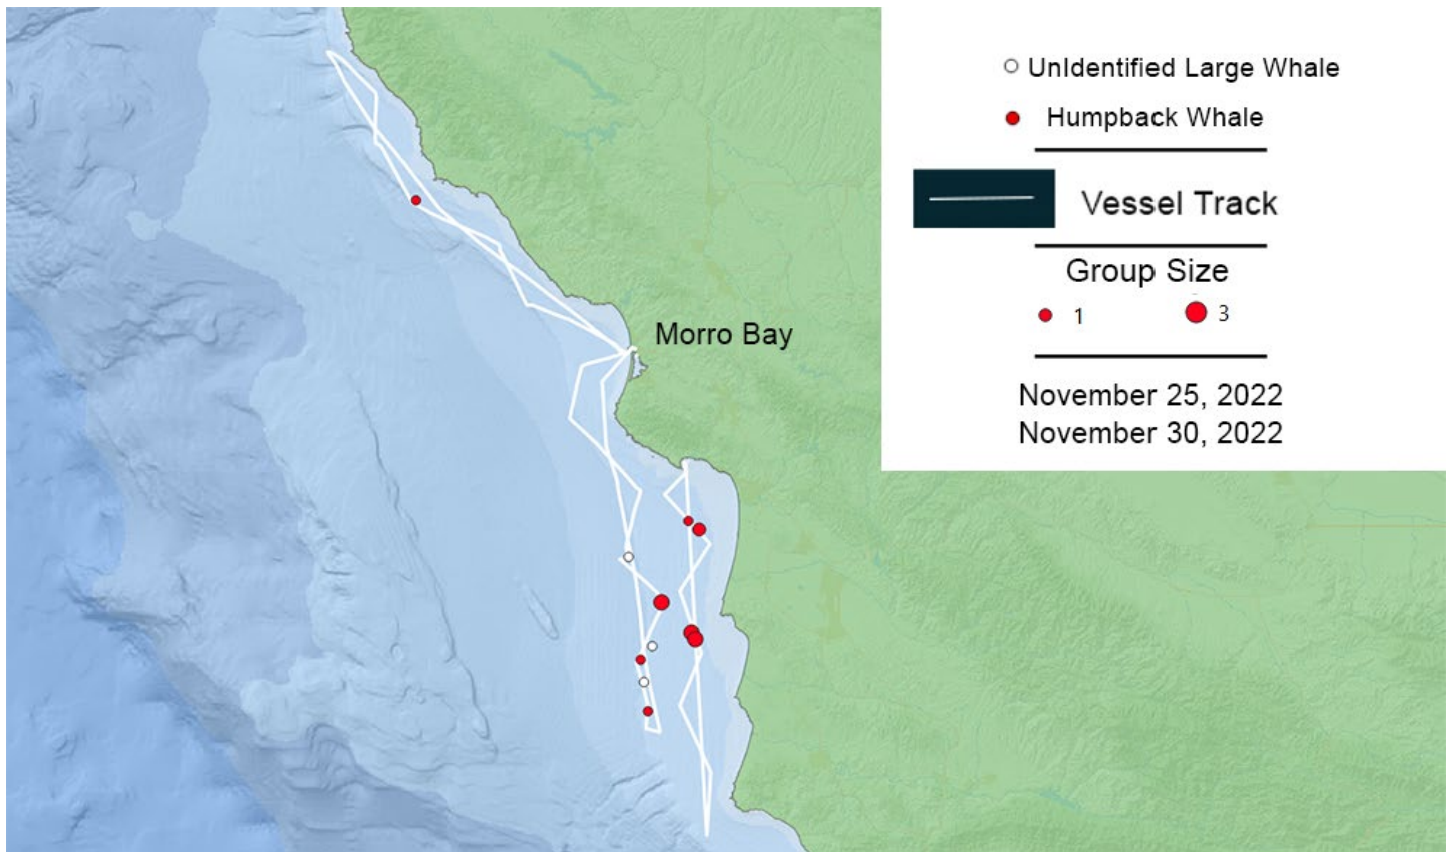 UnIdentified Large Whale
Humpback Whale
Vessel Track
Group Size
1 3
Morro Bay
November 25, 2022
November 30, 2022